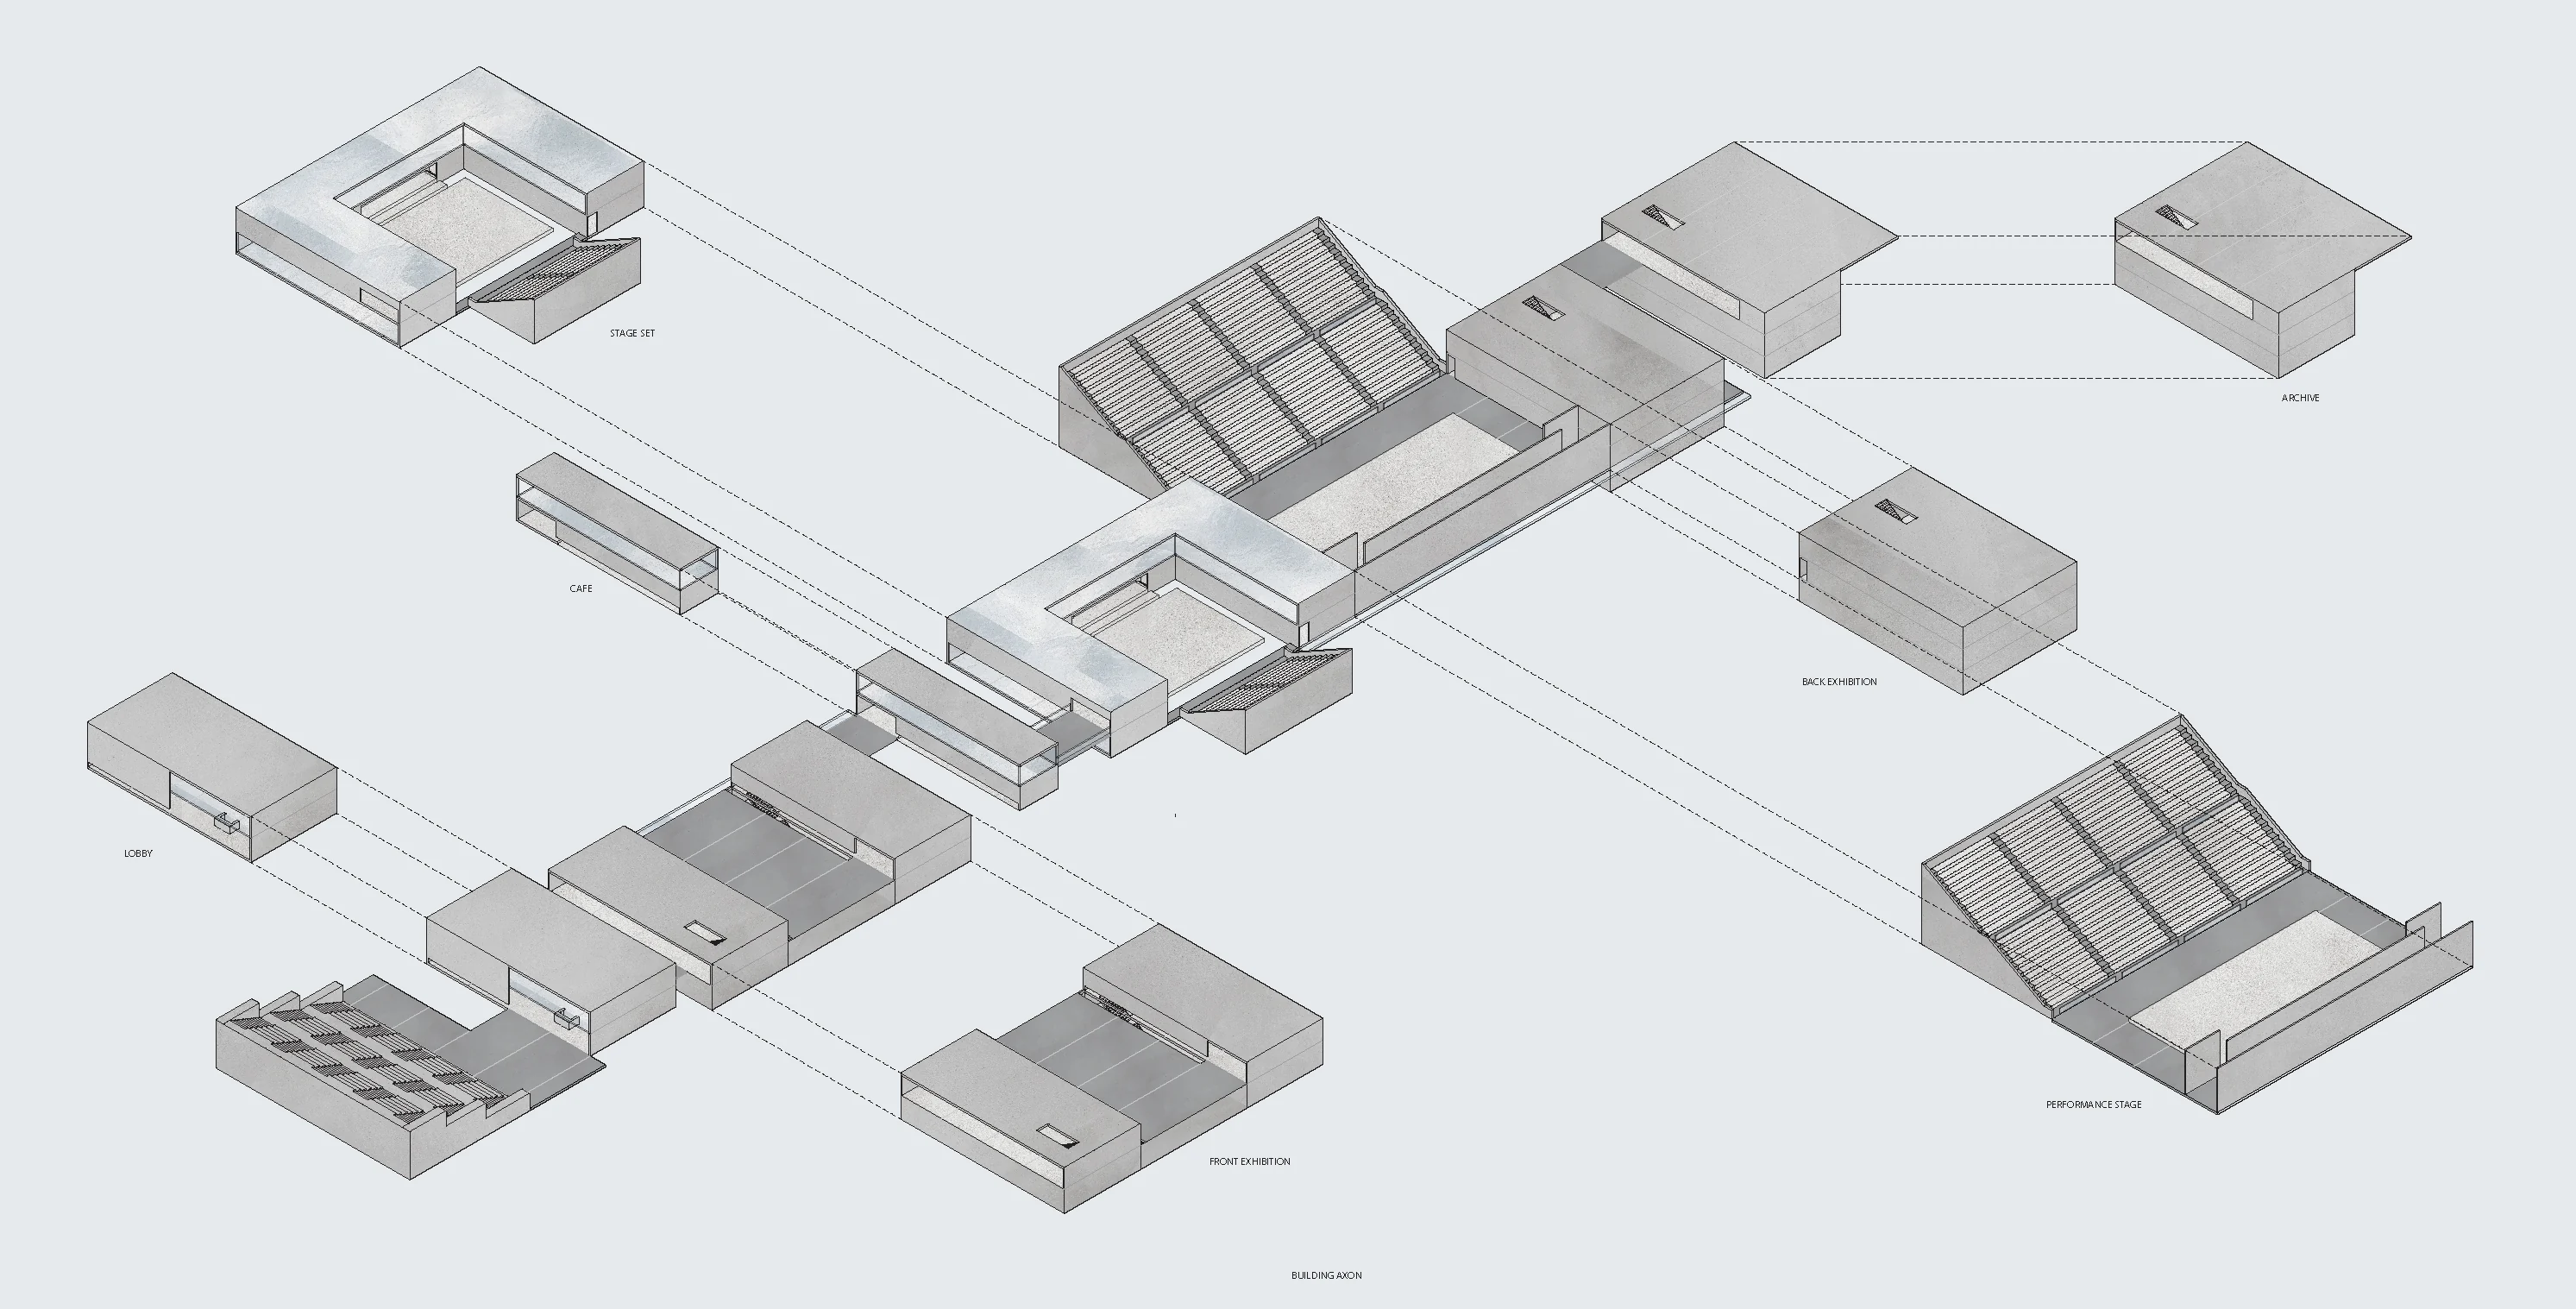 STAGE SET
ARCHIVE
CAFE
BACK EXHIBITION
LOBBY
PERFORMANCE STAGE
FRONT EXHIBITION
BUILDING AXON